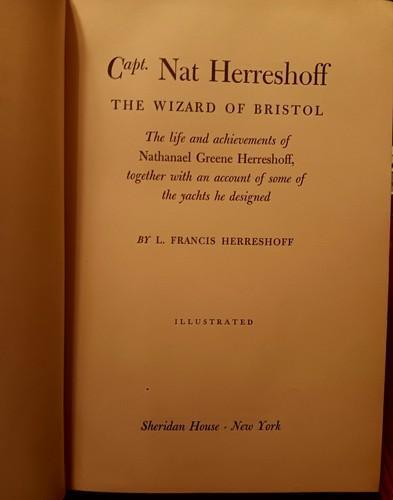 Capt. Nat Herreshoff
THE WIZARD OF BRISTOL
The life and achievements of
Nathanael Greene Herreshoff,
together with an account of some of
the yachts he designed
BY L. FRANCIS HERRESHOFF
ILLUSTRATED
Sheridan House · New York